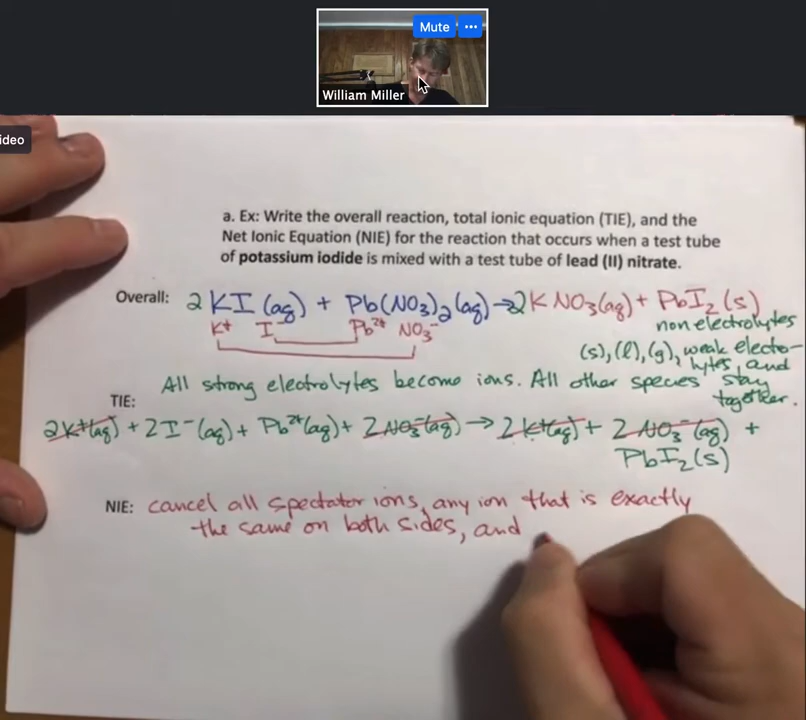 Mute ...
William Miller
ideo
a. Ex: Write the overall reaction, total ionic equation (TIE), and the
Net Ionic Equation (NIE) for the reaction that occurs when a test tube
of potassium iodide is mixed with a test tube of lead (II) nitrate.
Overall: 2KI(aq) + Pb(NO₃)₂(aq)→2KNO₃(aq) + PbI₂(s)
K⁺ I⁻ Pb²⁺ NO₃⁻
nonelectrolytes
(s), (l), (g), weak electro-
lytes, and
All strong electrolytes become ions. All other species stay
together.
TIE:
2K⁺(aq) + 2I⁻(aq) + Pb²⁺(aq) + 2NO₃⁻(aq) → 2K⁺(aq) + 2NO₃⁻(aq) +
PbI₂(s)
NIE: cancel all spectator ions, any ion that is exactly
the same on both sides, and